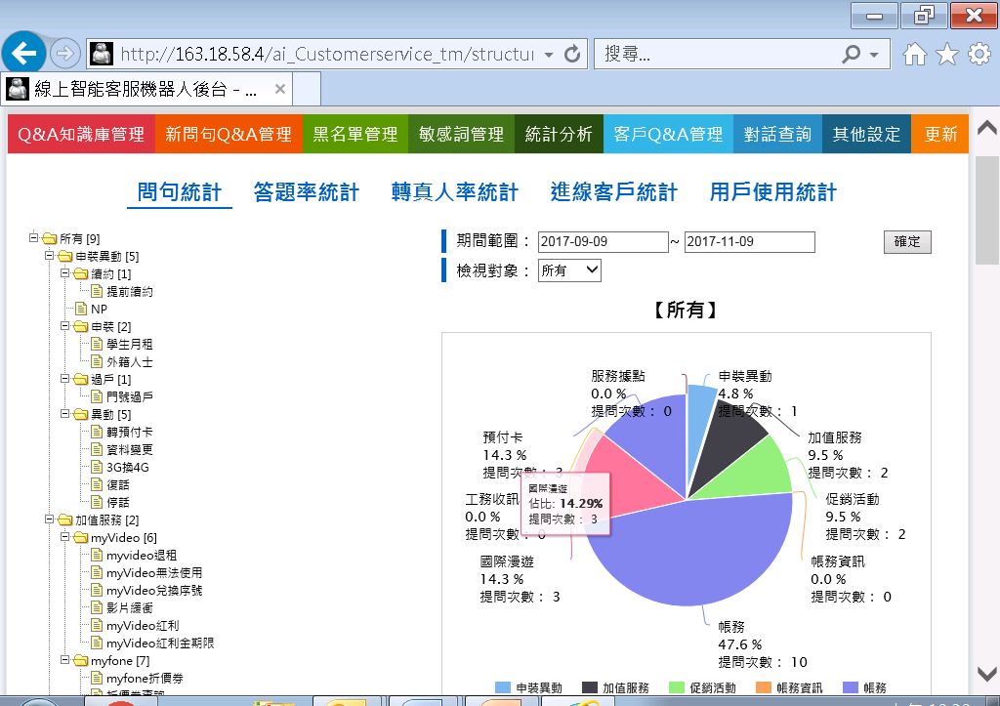 http://163.18.58.4/ai_Customerservice_tm/structur
搜尋...
線上智能客服機器人後台 - ...
Q&A知識庫管理 新問句Q&A管理 黑名單管理 敏感詞管理 統計分析 客戶Q&A管理 對話查詢 其他設定 更新
問句統計 答題率統計 轉真人率統計 進線客戶統計 用戶使用統計
所有 [9]
申裝異動 [5]
續約 [1]
提前續約
NP
申裝 [2]
學生月租
外籍人士
過戶 [1]
門號過戶
異動 [5]
轉預付卡
資料變更
3G換4G
復話
停話
加值服務 [2]
myVideo [6]
myvideo退租
myVideo無法使用
myVideo兌換序號
影片緩衝
myVideo紅利
myVideo紅利金期限
myfone [7]
myfone折價券
折價券查詢
期間範圍： 2017-09-09 ~ 2017-11-09 確定
檢視對象： 所有
【所有】
服務據點
0.0 %
提問次數： 0
申裝異動
4.8 %
提問次數： 1
預付卡
14.3 %
提問次數： 3
加值服務
9.5 %
提問次數： 2
工務收訊
0.0 %
提問次數： 0
國際漫遊
佔比: 14.29%
提問次數： 3
促銷活動
9.5 %
提問次數： 2
國際漫遊
14.3 %
提問次數： 3
帳務資訊
0.0 %
提問次數： 0
帳務
47.6 %
提問次數： 10
申裝異動 加值服務 促銷活動 帳務資訊 帳務